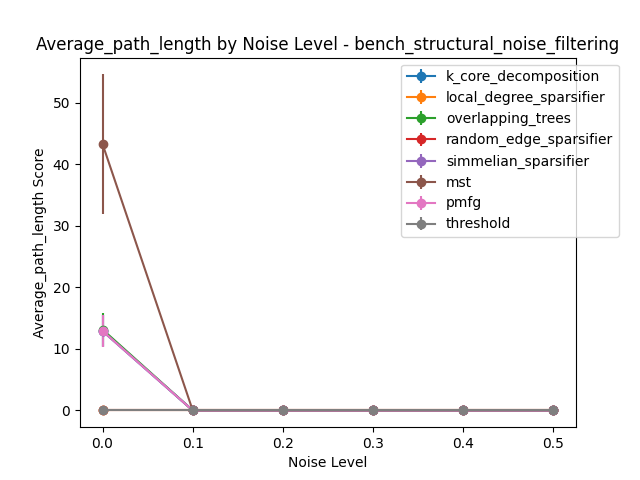 Average_path_length by Noise Level - bench_structural_noise_filtering
k_core_decomposition
local_degree_sparsifier
overlapping_trees
random_edge_sparsifier
simmelian_sparsifier
mst
pmfg
threshold
Average_path_length Score
50
40
30
20
10
0
0.0 0.1 0.2 0.3 0.4 0.5
Noise Level